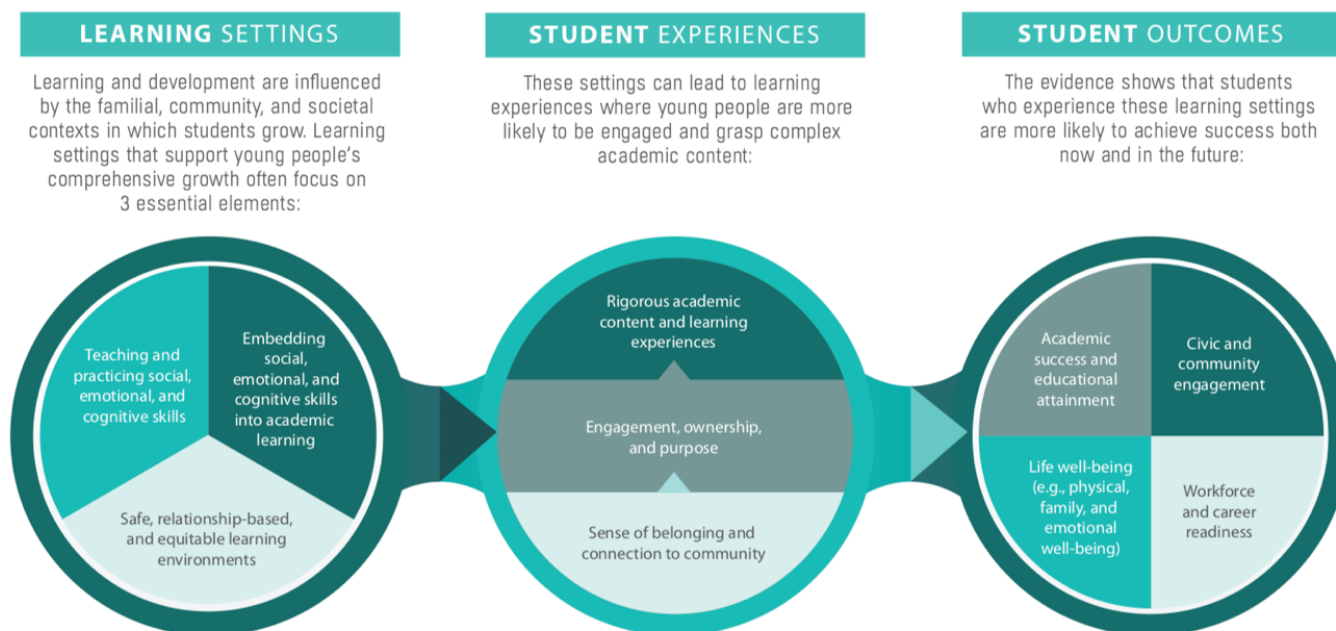 LEARNING SETTINGS
Learning and development are influenced
by the familial, community, and societal
contexts in which students grow. Learning
settings that support young people's
comprehensive growth often focus on
3 essential elements:
Teaching and
practicing social,
emotional, and
cognitive skills
Embedding
social,
emotional, and
cognitive skills
into academic
learning
Safe, relationship-based,
and equitable learning
environments
STUDENT EXPERIENCES
These settings can lead to learning
experiences where young people are more
likely to be engaged and grasp complex
academic content:
Rigorous academic
content and learning
experiences
Engagement, ownership,
and purpose
Sense of belonging and
connection to community
STUDENT OUTCOMES
The evidence shows that students
who experience these learning settings
are more likely to achieve success both
now and in the future:
Academic
success and
educational
attainment
Civic and
community
engagement
Life well-being
(e.g., physical,
family, and
emotional
well-being)
Workforce
and career
readiness